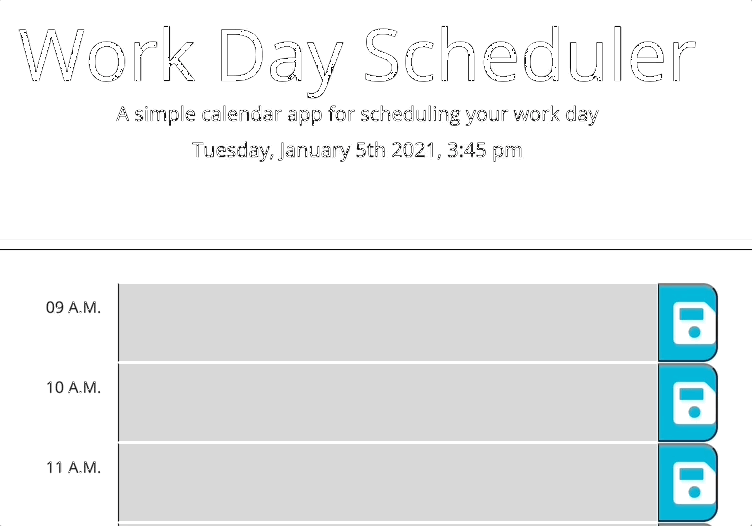 Work Day Scheduler
A simple calendar app for scheduling your work day
Tuesday, January 5th 2021, 3:45 pm
09 A.M.
10 A.M.
11 A.M.